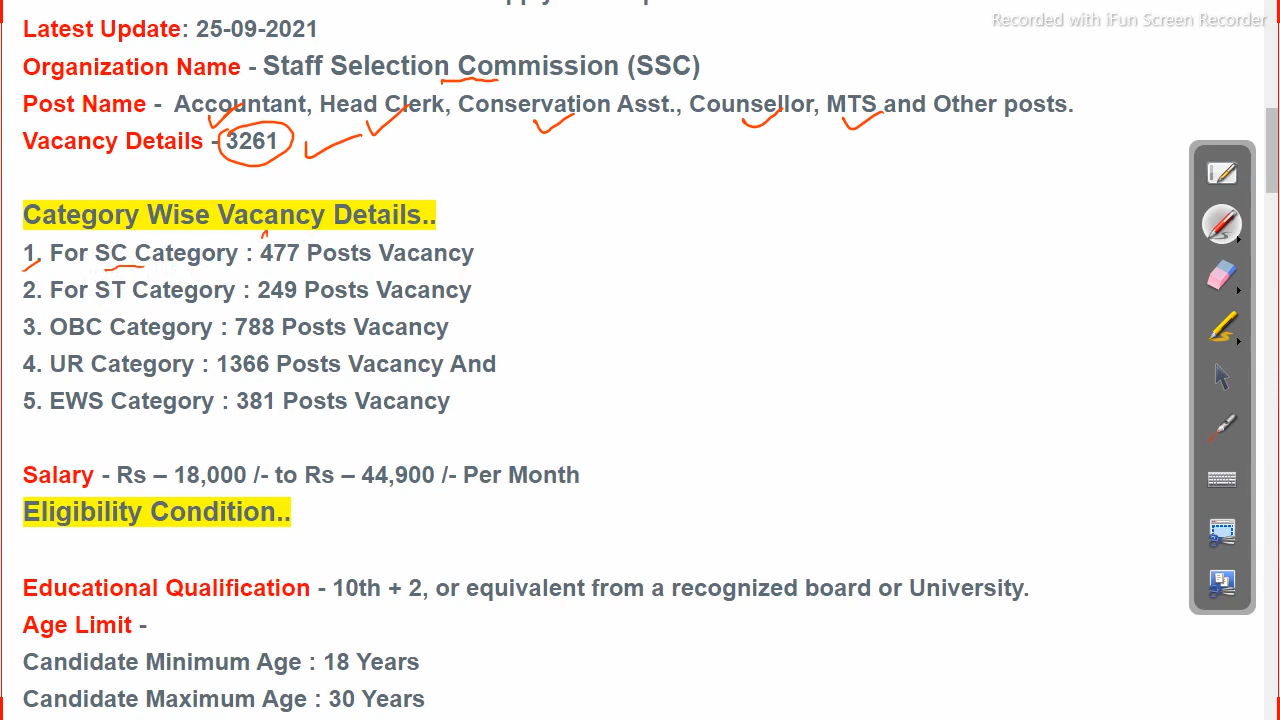 Recorded with iFun Screen Recorder
Latest Update: 25-09-2021
Organization Name - Staff Selection Commission (SSC)
Post Name - Accountant, Head Clerk, Conservation Asst., Counsellor, MTS and Other posts.
Vacancy Details - 3261
Category Wise Vacancy Details..
1. For SC Category : 477 Posts Vacancy
2. For ST Category : 249 Posts Vacancy
3. OBC Category : 788 Posts Vacancy
4. UR Category : 1366 Posts Vacancy And
5. EWS Category : 381 Posts Vacancy
Salary - Rs – 18,000 /- to Rs – 44,900 /- Per Month
Eligibility Condition..
Educational Qualification - 10th + 2, or equivalent from a recognized board or University.
Age Limit -
Candidate Minimum Age : 18 Years
Candidate Maximum Age : 30 Years